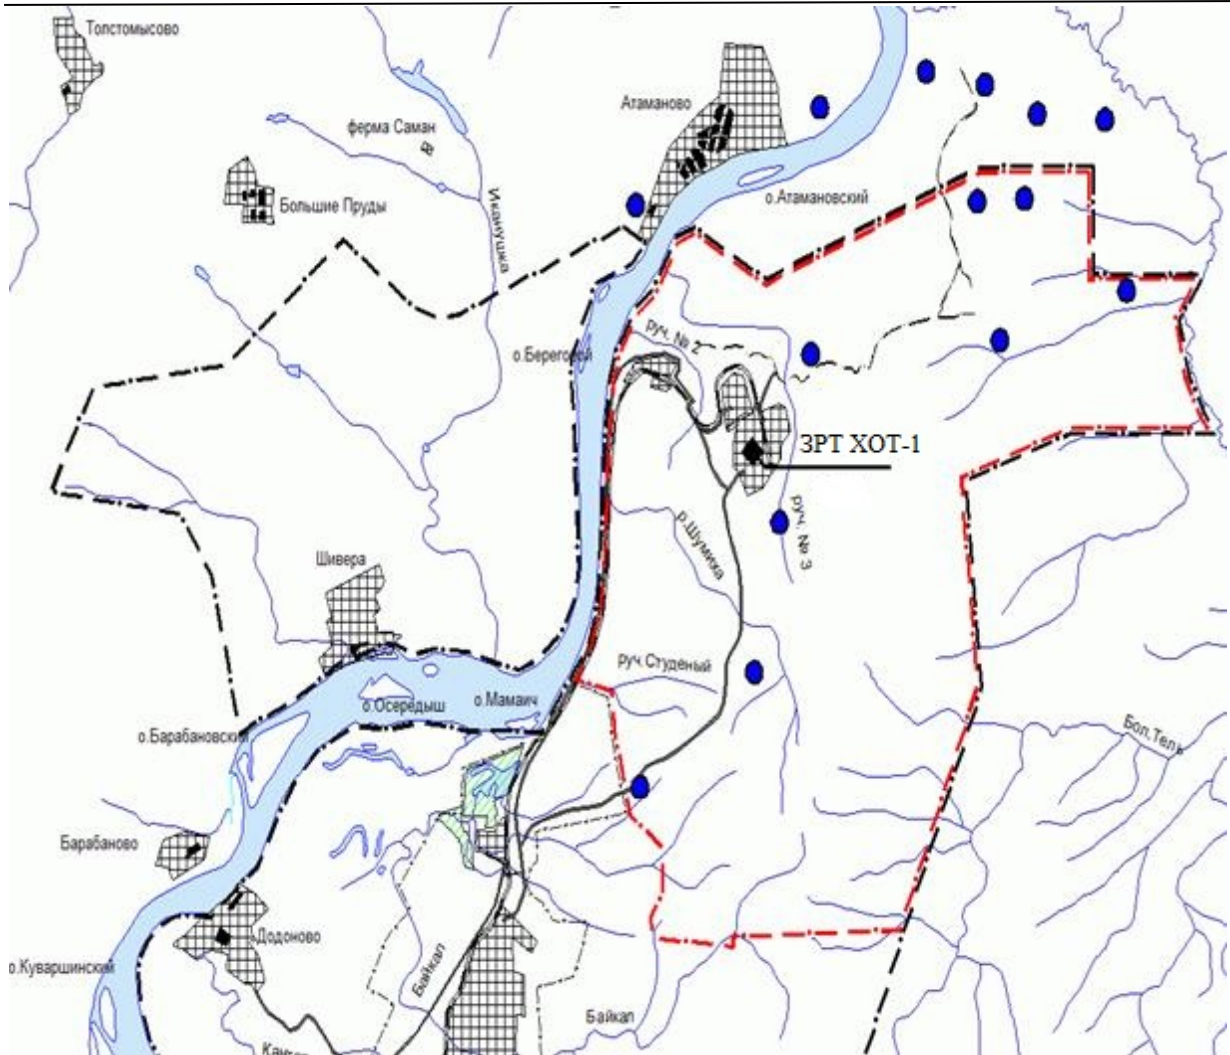 Толстомысово
Атаманово
ферма Саман
Большие Пруды
о.Атамановский
Иканушка
руч. № 2
о.Береговой
ЗРТ ХОТ-1
руч. № 3
р.Шумиха
Шивера
руч.Студеный
о.Мамаич
о.Осередыш
о.Барабановский
Бол.Тель
Барабаново
Додоново
о.Куваршинский
Байкал
Байкал